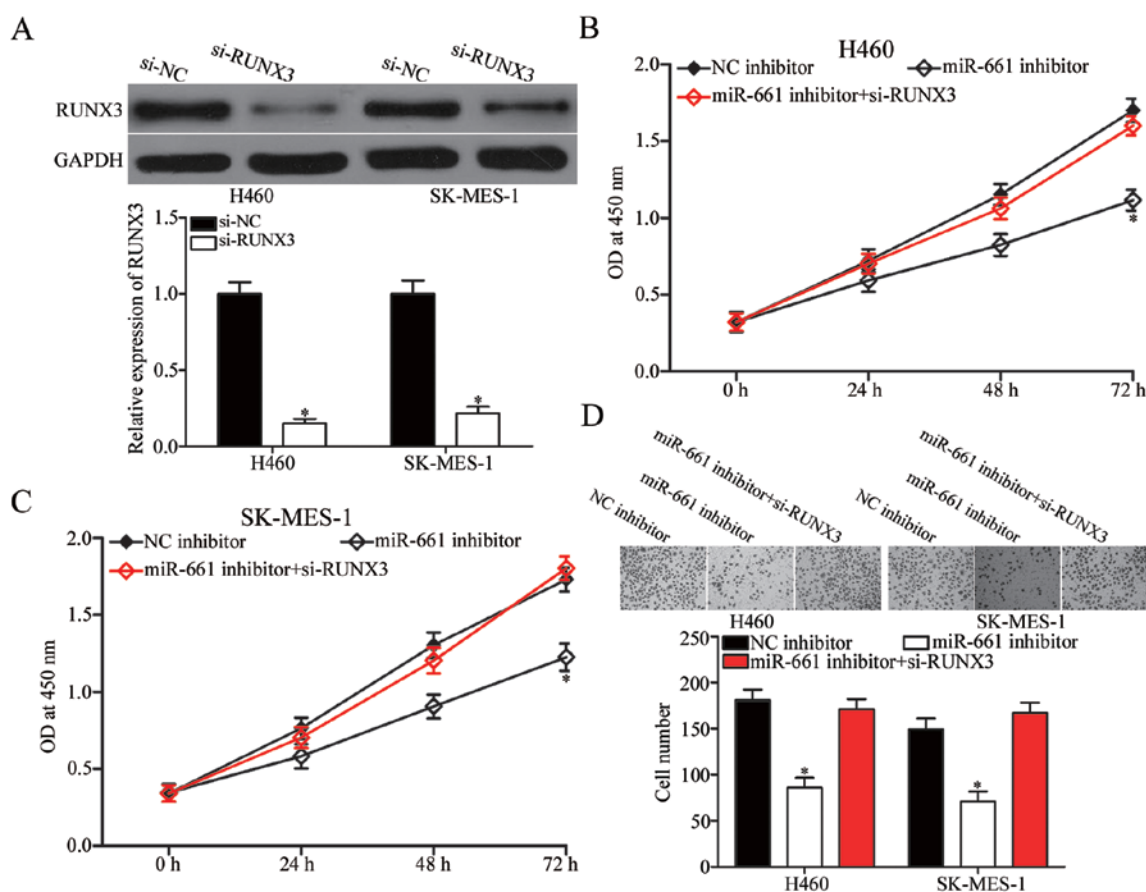 A
si-NC
si-RUNX3
si-NC
si-RUNX3
RUNX3
GAPDH
H460
SK-MES-1
Relative expression of RUNX3
1.5
1.0
0.5
0.0
si-NC
si-RUNX3
*
*
H460
SK-MES-1
B
H460
NC inhibitor
miR-661 inhibitor
miR-661 inhibitor+si-RUNX3
OD at 450 nm
2.0
1.5
1.0
0.5
0.0
*
0 h
24 h
48 h
72 h
C
SK-MES-1
NC inhibitor
miR-661 inhibitor
miR-661 inhibitor+si-RUNX3
OD at 450 nm
2.0
1.5
1.0
0.5
0.0
*
0 h
24 h
48 h
72 h
D
NC inhibitor
miR-661 inhibitor
miR-661 inhibitor+si-RUNX3
NC inhibitor
miR-661 inhibitor
miR-661 inhibitor+si-RUNX3
H460
SK-MES-1
Cell number
250
200
150
100
50
0
NC inhibitor
miR-661 inhibitor
miR-661 inhibitor+si-RUNX3
*
*
H460
SK-MES-1